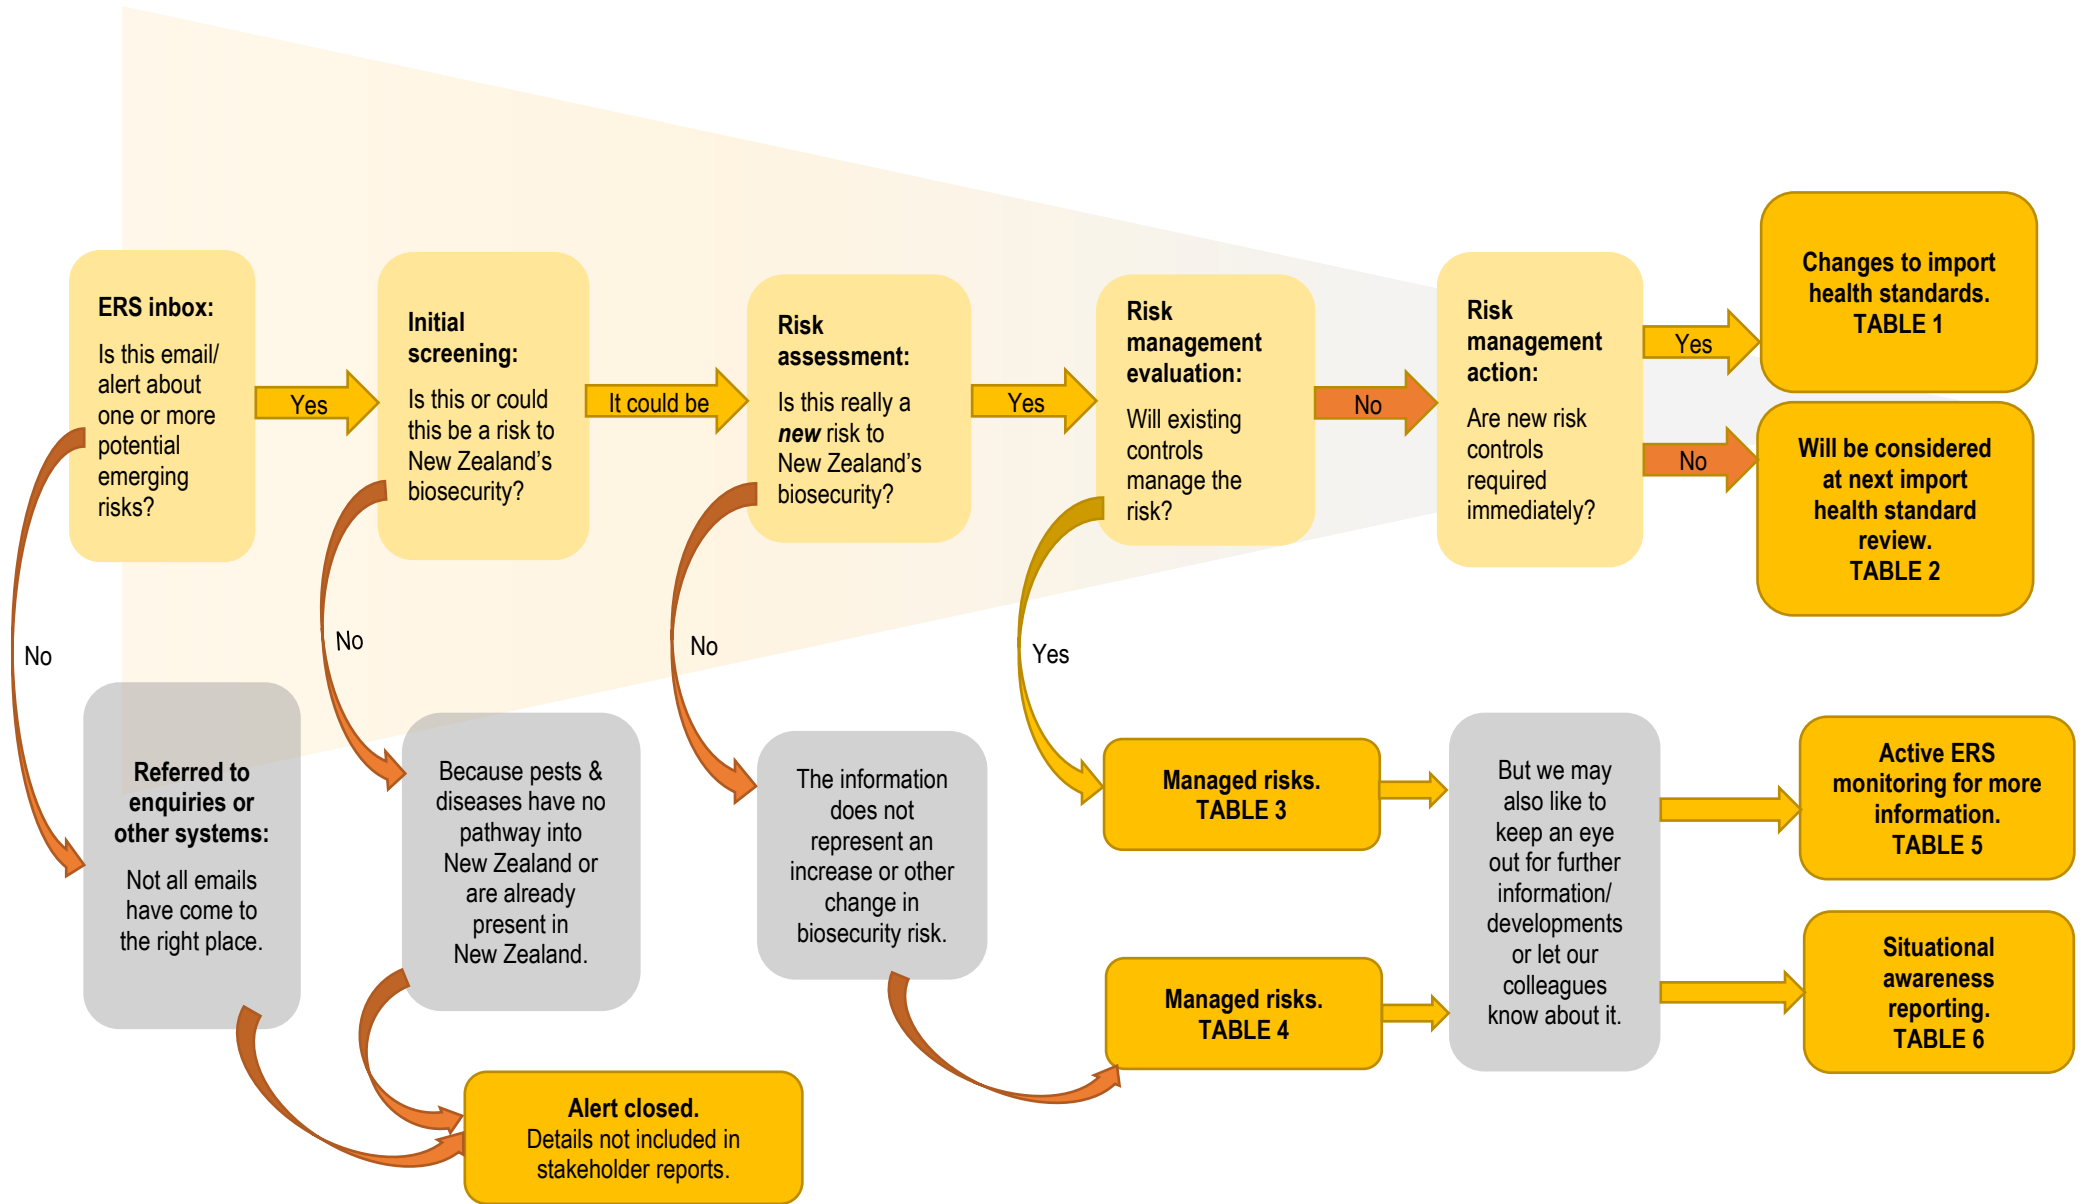 ERS inbox:
Is this email/
alert about
one or more
potential
emerging
risks?
Yes
Initial
screening:
Is this or could
this be a risk to
New Zealand’s
biosecurity?
It could be
Risk
assessment:
Is this really a
new risk to
New Zealand’s
biosecurity?
Yes
Risk
management
evaluation:
Will existing
controls
manage the
risk?
No
Risk
management
action:
Are new risk
controls
required
immediately?
Yes
Changes to import
health standards.
TABLE 1
No
Will be considered
at next import
health standard
review.
TABLE 2
No
No
No
Yes
Referred to
enquiries or
other systems:
Not all emails
have come to
the right place.
Because pests &
diseases have no
pathway into
New Zealand or
are already
present in
New Zealand.
The information
does not
represent an
increase or other
change in
biosecurity risk.
Managed risks.
TABLE 3
Managed risks.
TABLE 4
But we may
also like to
keep an eye
out for further
information/
developments
or let our
colleagues
know about it.
Active ERS
monitoring for more
information.
TABLE 5
Situational
awareness
reporting.
TABLE 6
Alert closed.
Details not included in
stakeholder reports.